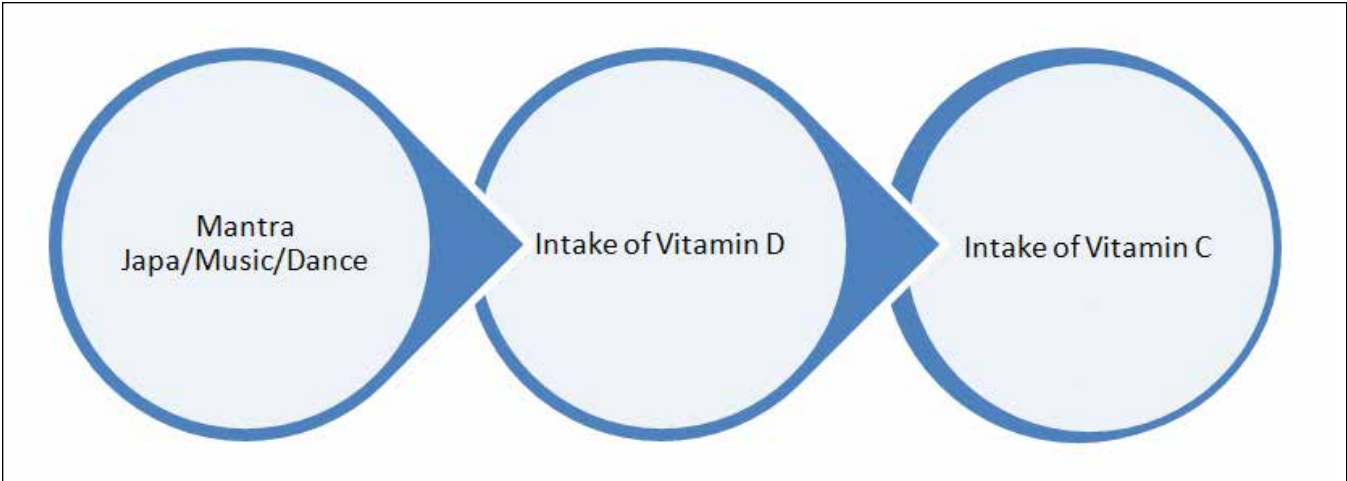 Mantra
Japa/Music/Dance
Intake of Vitamin D
Intake of Vitamin C